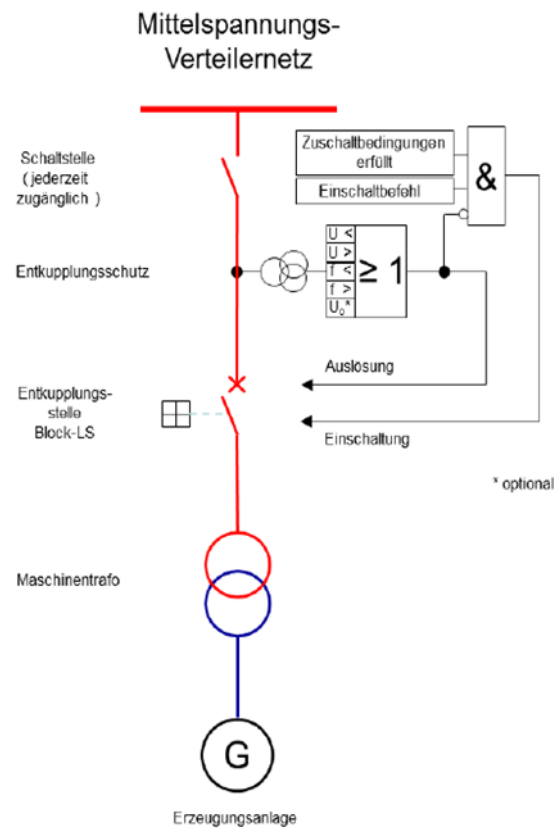 Mittelspannungs-
Verteilernetz
Schaltstelle
( jederzeit
zugänglich )
Zuschaltbedingungen
erfüllt
Einschaltbefehl
&
Entkupplungsschutz
U <
U >
f <
f >
U₀*
≥ 1
Auslösung
Entkupplungs-
stelle
Block-LS
Einschaltung
* optional
Maschinentrafo
G
Erzeugungsanlage